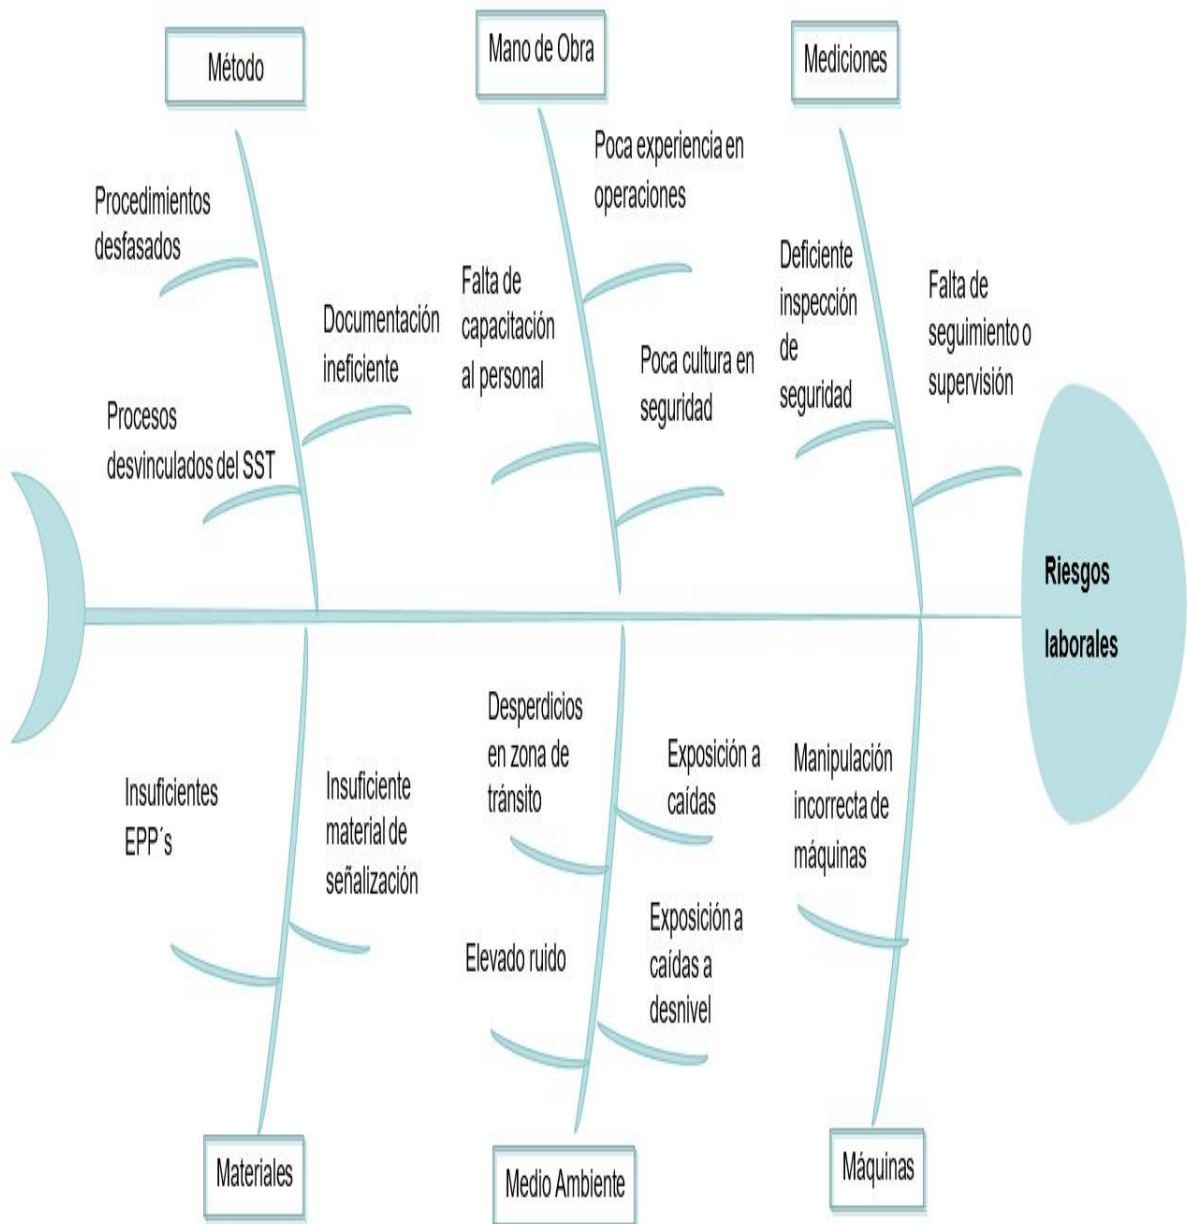 Método
Mano de Obra
Mediciones
Procedimientos
desfasados
Documentación
ineficiente
Procesos
desvinculados del SST
Poca experiencia en
operaciones
Falta de
capacitación
al personal
Poca cultura en
seguridad
Deficiente
inspección
de
seguridad
Falta de
seguimiento o
supervisión
Riesgos
laborales
Insuficientes
EPP´s
Insuficiente
material de
señalización
Desperdicios
en zona de
tránsito
Exposición a
caídas
Elevado ruido
Exposición a
caídas a
desnivel
Manipulación
incorrecta de
máquinas
Materiales
Medio Ambiente
Máquinas